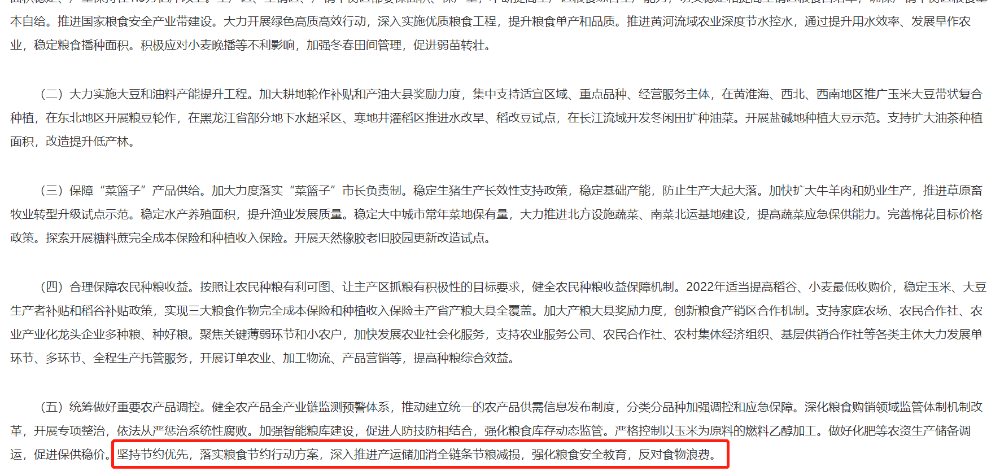 本自给。推进国家粮食安全产业带建设。大力开展绿色高质高效行动，深入实施优质粮食工程，提升粮食单产和品质。推进黄河流域农业深度节水控水，通过提升用水效率、发展旱作农
业，稳定粮食播种面积。积极应对小麦晚播等不利影响，加强冬春田间管理，促进弱苗转壮。
（二）大力实施大豆和油料产能提升工程。加大耕地轮作补贴和产油大县奖励力度，集中支持适宜区域、重点品种、经营服务主体，在黄淮海、西北、西南地区推广玉米大豆带状复合
种植，在东北地区开展粮豆轮作，在黑龙江省部分地下水超采区、寒地井灌稻区推进水改旱、稻改豆试点，在长江流域开发冬闲田扩种油菜。开展盐碱地种植大豆示范。支持扩大油茶种植
面积，改造提升低产林。
（三）保障“菜篮子”产品供给。加大力度落实“菜篮子”市长负责制。稳定生猪生产长效性支持政策，稳定基础产能，防止生产大起大落。加快扩大牛羊肉和奶业生产，推进草原畜
牧业转型升级试点示范。稳定水产养殖面积，提升渔业发展质量。稳定大中城市常年菜地保有量，大力推进北方设施蔬菜、南菜北运基地建设，提高蔬菜应急保供能力。完善棉花目标价格
政策。探索开展糖料蔗完全成本保险和种植收入保险。开展天然橡胶老旧胶园更新改造试点。
（四）合理保障农民种粮收益。按照让农民种粮有利可图、让主产区抓粮有积极性的目标要求，健全农民种粮收益保障机制。2022年适当提高稻谷、小麦最低收购价，稳定玉米、大豆
生产者补贴和稻谷补贴政策，实现三大粮食作物完全成本保险和种植收入保险主产省产粮大县全覆盖。加大产粮大县奖励力度，创新粮食产销区合作机制。支持家庭农场、农民合作社、农
业产业化龙头企业多种粮、种好粮。聚焦关键薄弱环节和小农户，加快发展农业社会化服务，支持农业服务公司、农民合作社、农村集体经济组织、基层供销合作社等各类主体大力发展单
环节、多环节、全程生产托管服务，开展订单农业、加工物流、产品营销等，提高种粮综合效益。
（五）统筹做好重要农产品调控。健全农产品全产业链监测预警体系，推动建立统一的农产品供需信息发布制度，分类分品种加强调控和应急保障。深化粮食购销领域监管体制机制改
革，开展专项整治，依法从严惩治系统性腐败。加强智能粮库建设，促进人防技防相结合，强化粮食库存动态监管。严格控制以玉米为原料的燃料乙醇加工。做好化肥等农资生产储备调
运，促进保供稳价。坚持节约优先，落实粮食节约行动方案，深入推进产运储加消全链条节粮减损，强化粮食安全教育，反对食物浪费。